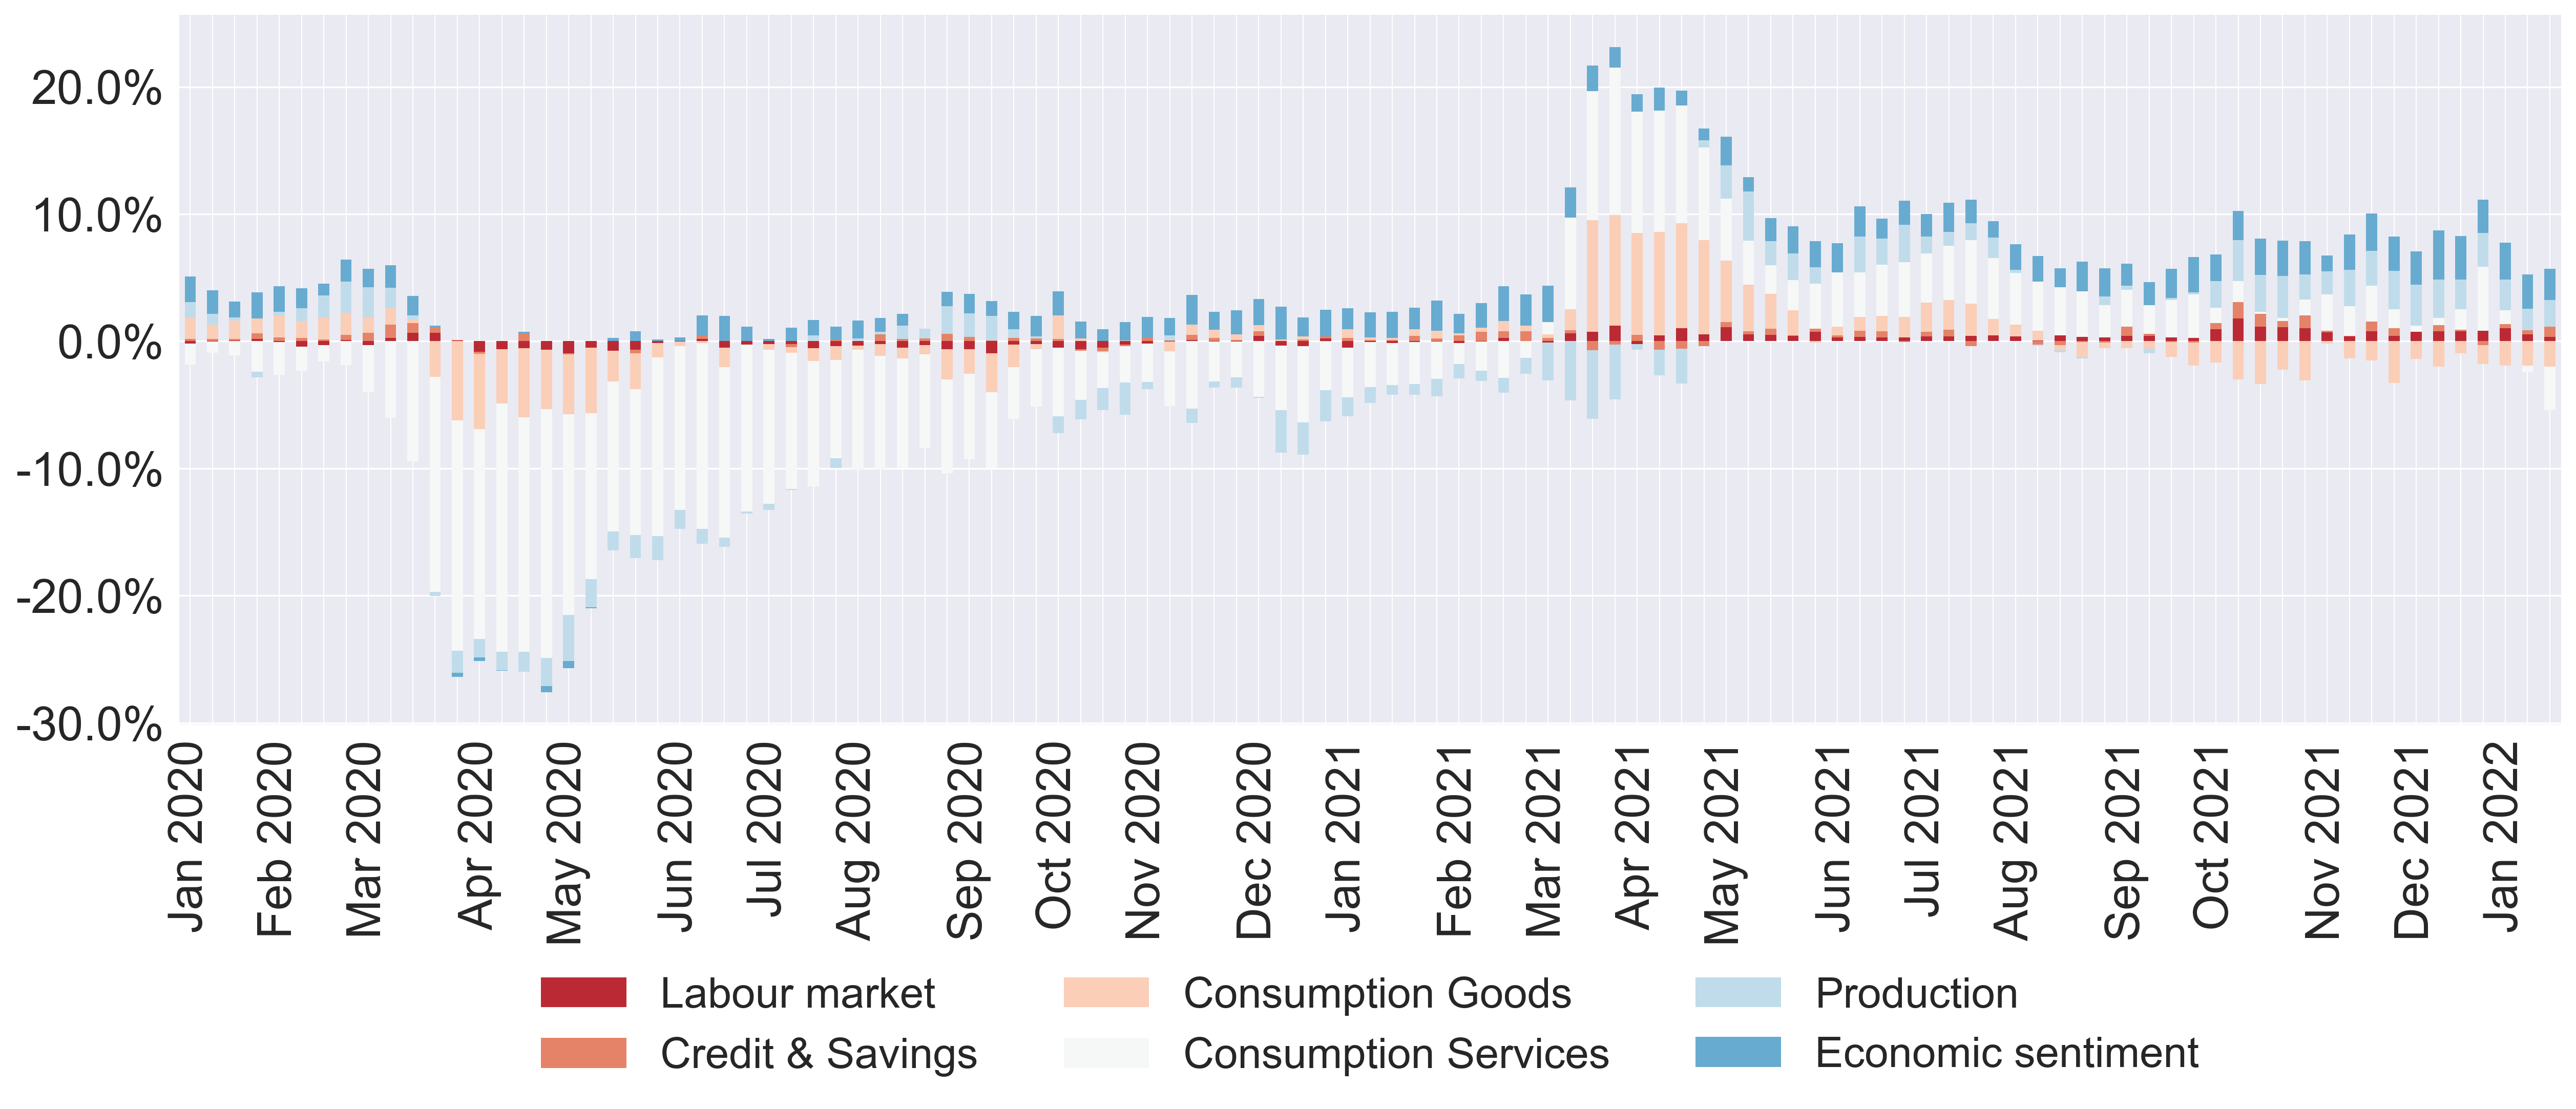 20.0%
10.0%
0.0%
-10.0%
-20.0%
-30.0%
Jan 2020
Feb 2020
Mar 2020
Apr 2020
May 2020
Jun 2020
Jul 2020
Aug 2020
Sep 2020
Oct 2020
Nov 2020
Dec 2020
Jan 2021
Feb 2021
Mar 2021
Apr 2021
May 2021
Jun 2021
Jul 2021
Aug 2021
Sep 2021
Oct 2021
Nov 2021
Dec 2021
Jan 2022
Labour market
Credit & Savings
Consumption Goods
Consumption Services
Production
Economic sentiment